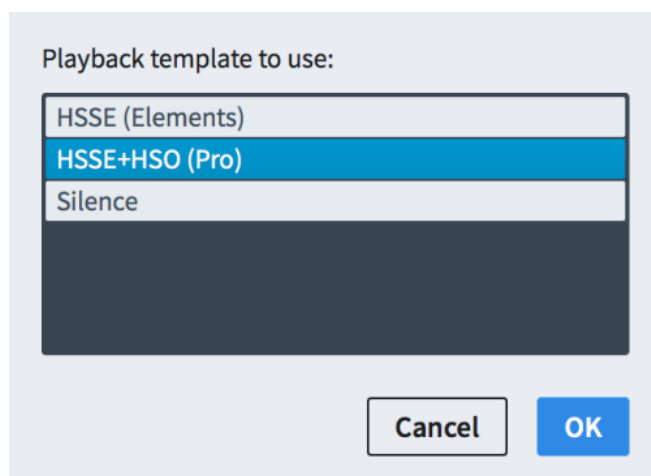 Playback template to use:
HSSE (Elements)
HSSE+HSO (Pro)
Silence
Cancel
OK